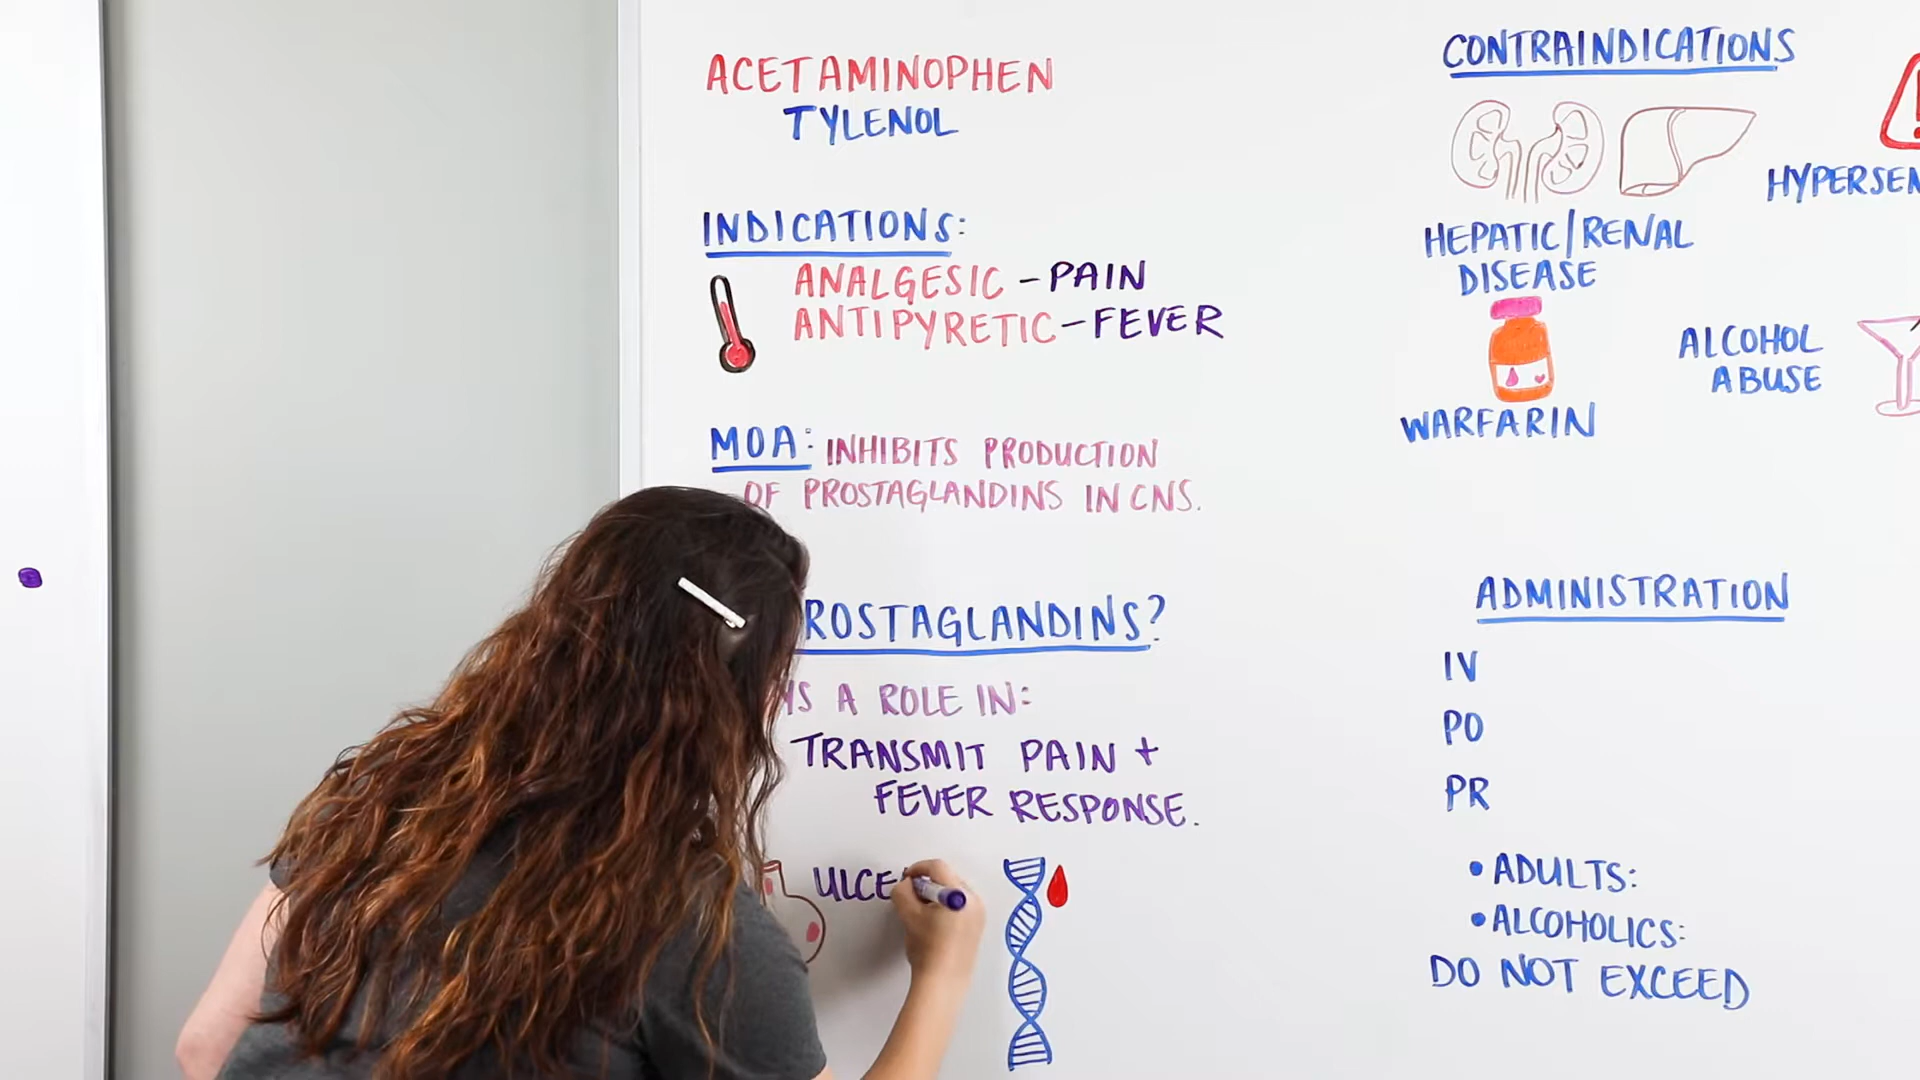 ACETAMINOPHEN
TYLENOL
INDICATIONS:
ANALGESIC - PAIN
ANTIPYRETIC - FEVER
MOA: INHIBITS PRODUCTION
OF PROSTAGLANDINS IN CNS.
ROSTAGLANDINS?
YS A ROLE IN:
TRANSMIT PAIN +
FEVER RESPONSE.
ULCE
CONTRAINDICATIONS
HYPERSEN
HEPATIC/RENAL
DISEASE
ALCOHOL
ABUSE
WARFARIN
ADMINISTRATION
IV
PO
PR
• ADULTS:
• ALCOHOLICS:
DO NOT EXCEED